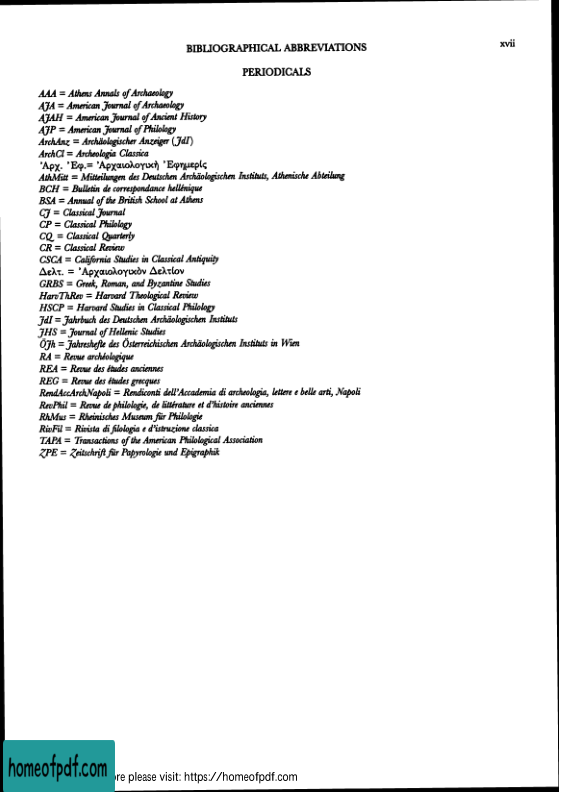 BIBLIOGRAPHICAL ABBREVIATIONS xvii
PERIODICALS
AAA = Athens Annals of Archaeology
AJA = American Journal of Archaeology
AJAH = American Journal of Ancient History
AJP = American Journal of Philology
ArchAnz = Archäologischer Anzeiger (JdI)
ArchCl = Archeologia Classica
Ἀρχ. Ἐφ.= Ἀρχαιολογικὴ Ἐφημερίς
AthMitt = Mitteilungen des Deutschen Archäologischen Instituts, Athenische Abteilung
BCH = Bulletin de correspondance hellénique
BSA = Annual of the British School at Athens
CJ = Classical Journal
CP = Classical Philology
CQ = Classical Quarterly
CR = Classical Review
CSCA = California Studies in Classical Antiquity
Δελτ. = Ἀρχαιολογικὸν Δελτίον
GRBS = Greek, Roman, and Byzantine Studies
HarvThRev = Harvard Theological Review
HSCP = Harvard Studies in Classical Philology
JdI = Jahrbuch des Deutschen Archäologischen Instituts
JHS = Journal of Hellenic Studies
ÖJh = Jahreshefte des Österreichischen Archäologischen Instituts in Wien
RA = Revue archéologique
REA = Revue des études anciennes
REG = Revue des études grecques
RendAccArchNapoli = Rendiconti dell'Accademia di archeologia, lettere e belle arti, Napoli
RevPhil = Revue de philologie, de littérature et d'histoire anciennes
RhMus = Rheinisches Museum für Philologie
RivFil = Rivista di filologia e d'istruzione classica
TAPA = Transactions of the American Philological Association
ZPE = Zeitschrift für Papyrologie und Epigraphik
homeofpdf.com
ore please visit: https://homeofpdf.com